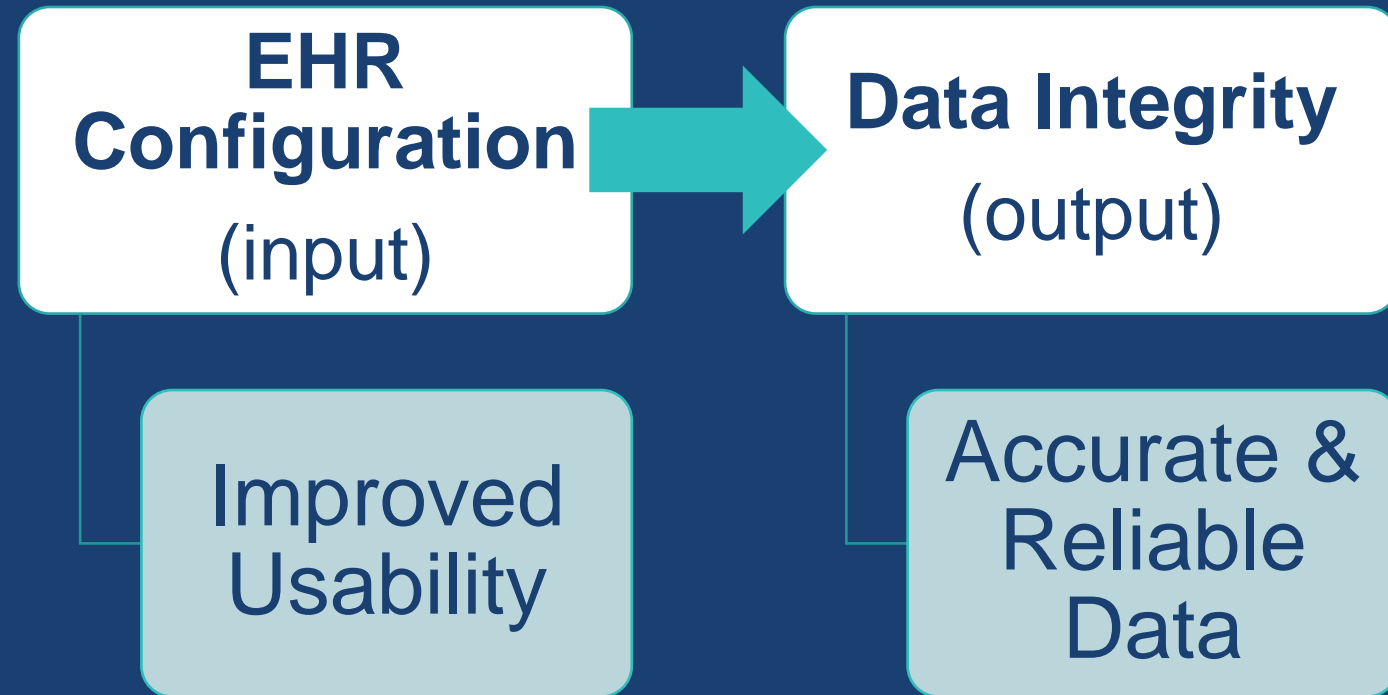 EHR
Configuration
(input)
Data Integrity
(output)
Improved
Usability
Accurate &
Reliable
Data